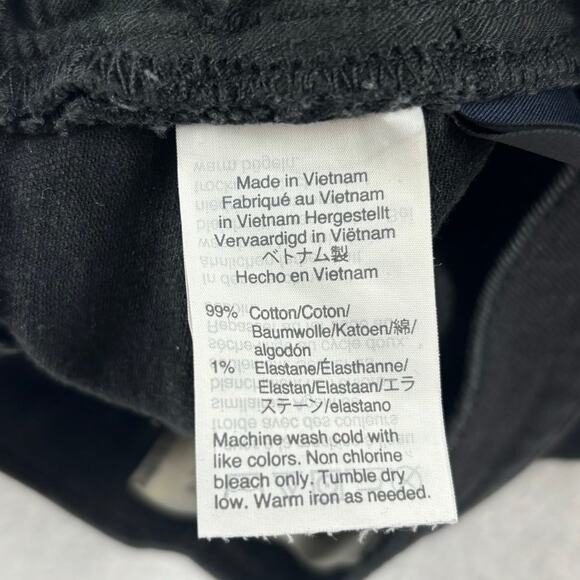 Made in Vietnam
Fabriqué au Vietnam
in Vietnam Hergestellt
Vervaardigd in Viëtnam
ベトナム製
Hecho en Vietnam
99% Cotton/Coton/
Baumwolle/Katoen/綿/
algodón
1% Elastane/Élasthanne/
Elastan/Elastaan/エラ
ステーン/elastano
Machine wash cold with
like colors. Non chlorine
bleach only. Tumble dry
low. Warm iron as needed.